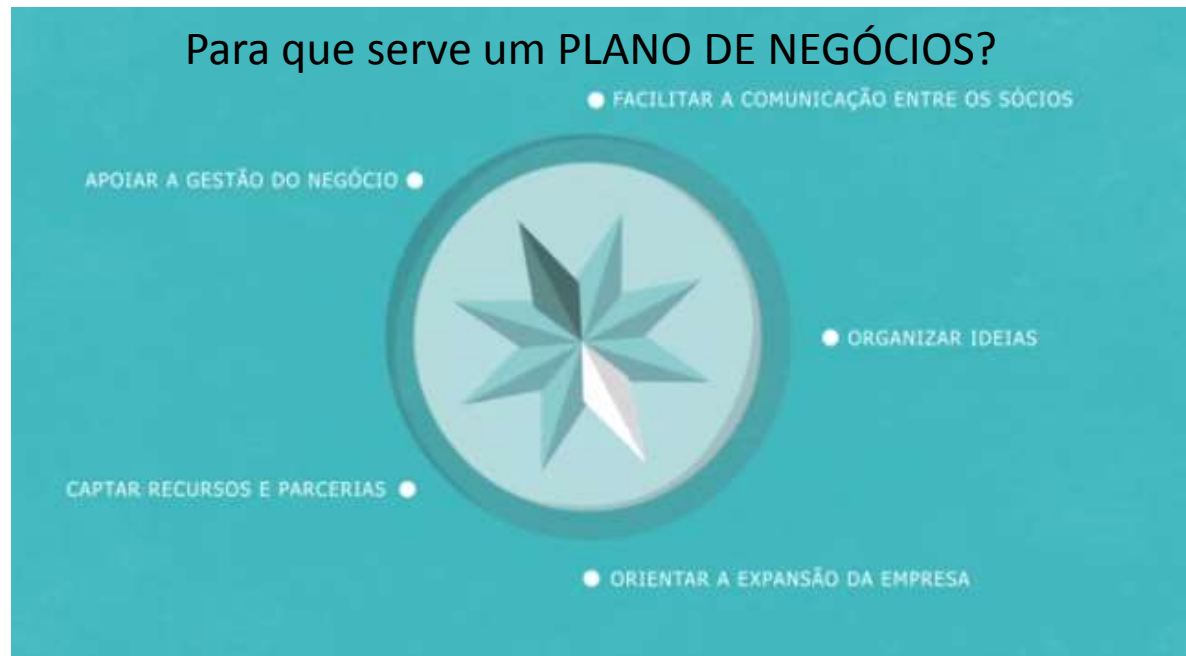 Para que serve um PLANO DE NEGÓCIOS?
FACILITAR A COMUNICAÇÃO ENTRE OS SÓCIOS
APOIAR A GESTÃO DO NEGÓCIO
ORGANIZAR IDEIAS
CAPTAR RECURSOS E PARCERIAS
ORIENTAR A EXPANSÃO DA EMPRESA